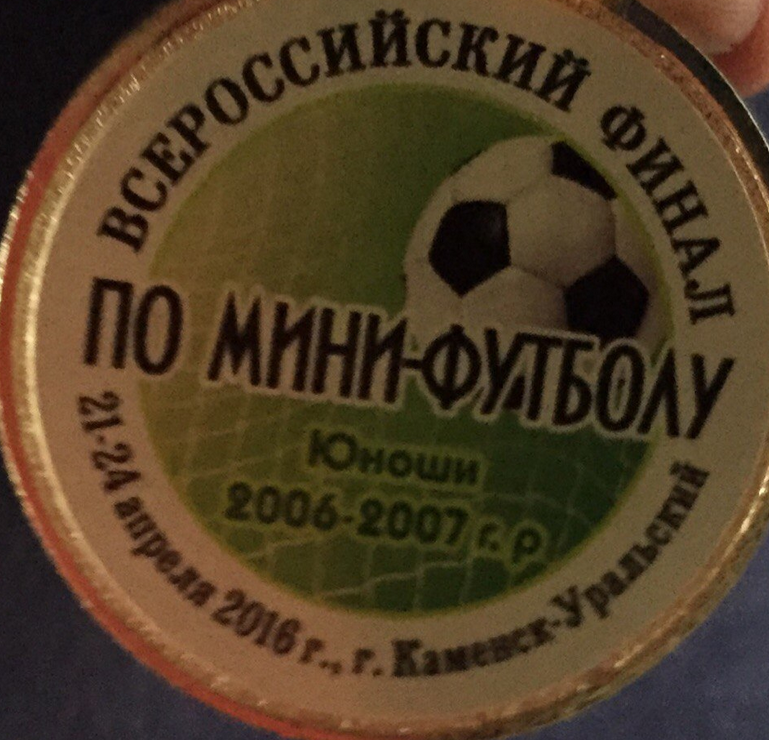 ВСЕРОССИЙСКИЙ ФИНАЛ
ПО МИНИ-ФУТБОЛУ
Юноши
2006-2007 г. р
21-24 апреля 2016 г., г. Каменск-Уральский